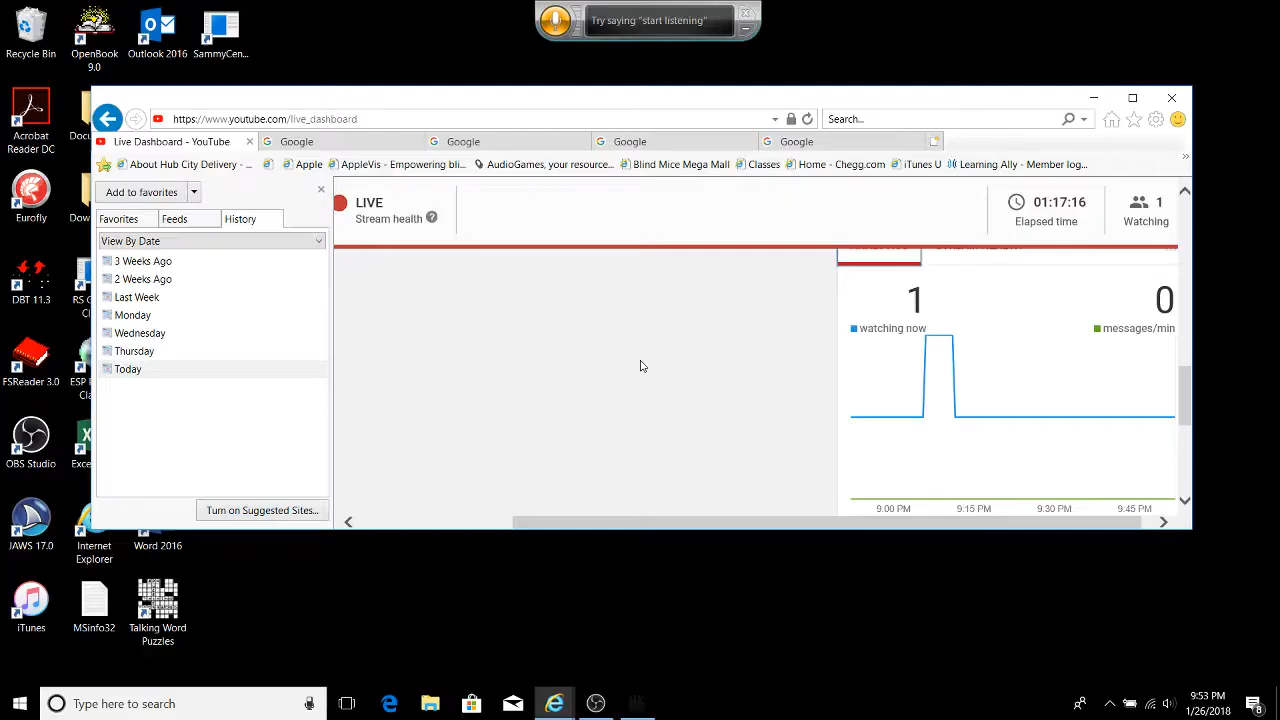 Recycle Bin
OpenBook 9.0
Outlook 2016
SammyCen...
Try saying "start listening"
Acrobat Reader DC
Eurofly
DBT 11.3
FSReader 3.0
OBS Studio
JAWS 17.0
Internet Explorer
Word 2016
iTunes
MSinfo32
Talking Word Puzzles
https://www.youtube.com/live_dashboard
Search...
Live Dashboard - YouTube
Google
Google
Google
Google
About Hub City Delivery - ...
Apple
AppleVis - Empowering bli...
AudioGames, your resource...
Blind Mice Mega Mall
Classes
Home - Chegg.com
iTunes U
Learning Ally - Member log...
Add to favorites
Favorites
Feeds
History
View By Date
3 Weeks Ago
2 Weeks Ago
Last Week
Monday
Wednesday
Thursday
Today
Turn on Suggested Sites...
LIVE
Stream health
01:17:16
Elapsed time
1
Watching
1
watching now
0
messages/min
9:00 PM
9:15 PM
9:30 PM
9:45 PM
Type here to search
9:53 PM
1/26/2018
8